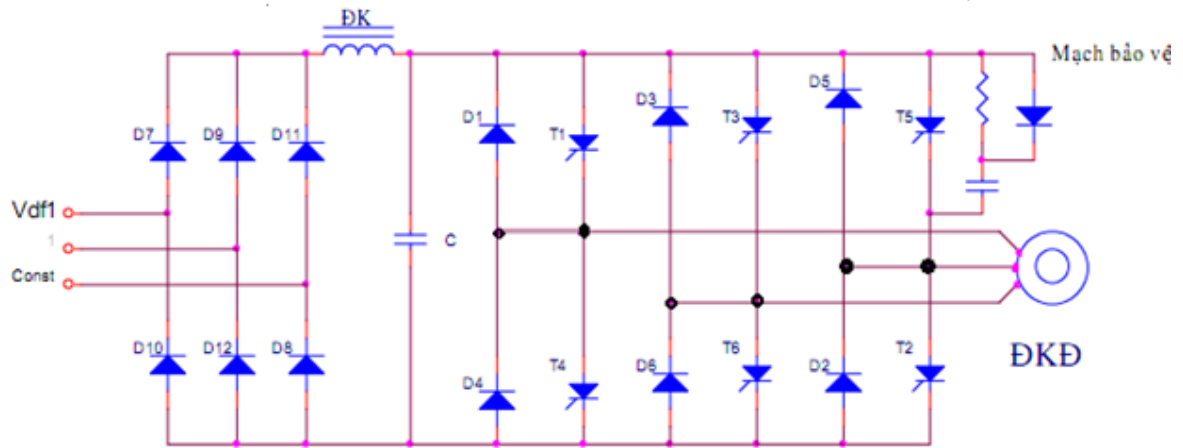 ĐK
Mạch bảo vệ
D7
D9
D11
D1
T1
D3
T3
D5
T5
Vdf1
1
Const
C
D10
D12
D8
D4
T4
D6
T6
D2
T2
ĐKĐ